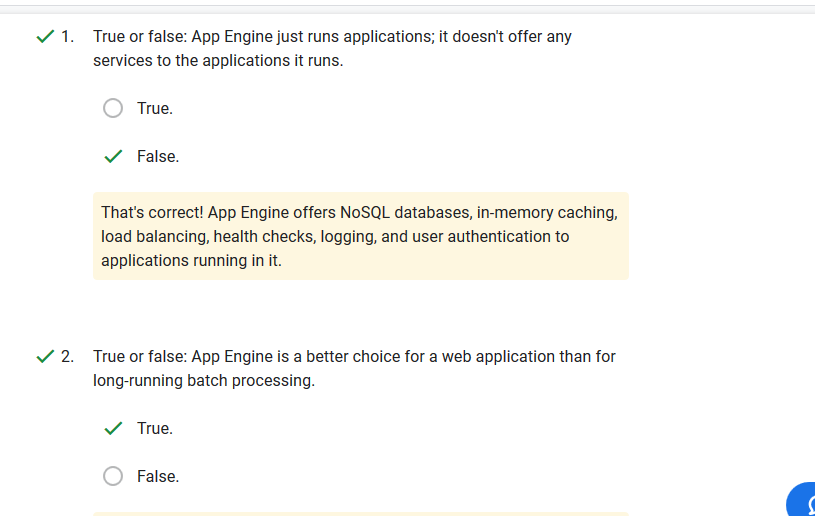 1. True or false: App Engine just runs applications; it doesn't offer any
services to the applications it runs.
True.
False.
That's correct! App Engine offers NoSQL databases, in-memory caching,
load balancing, health checks, logging, and user authentication to
applications running in it.
2. True or false: App Engine is a better choice for a web application than for
long-running batch processing.
True.
False.